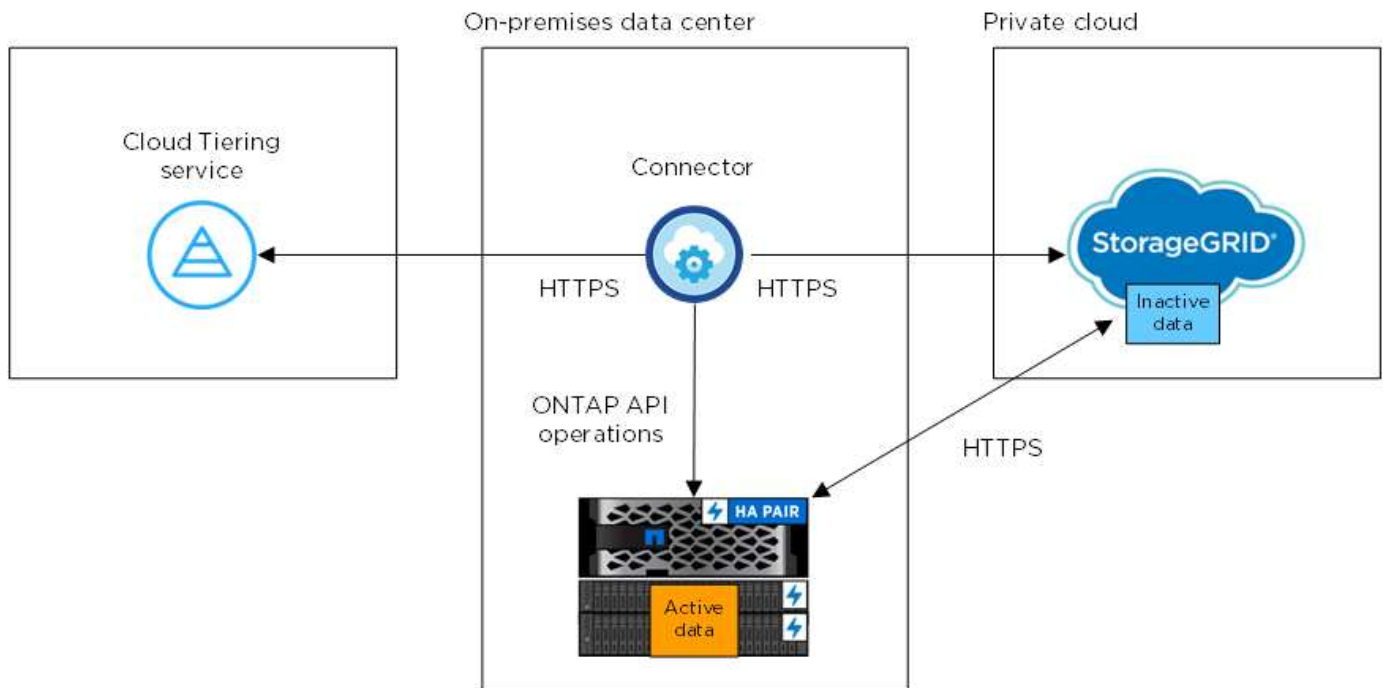 On-premises data center
Private cloud
Cloud Tiering
service
Connector
StorageGRID®
HTTPS
HTTPS
Inactive
data
ONTAP API
operations
HTTPS
HA PAIR
Active
data